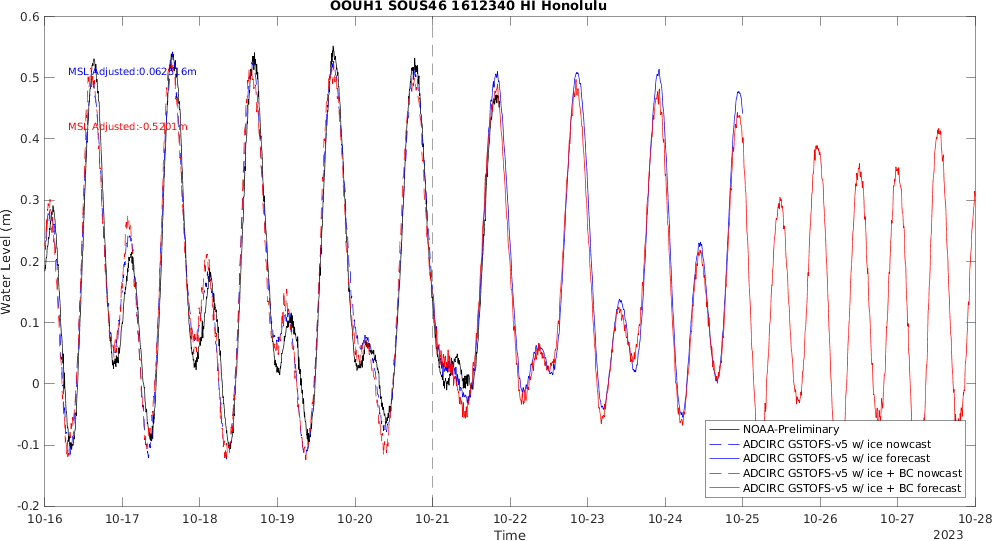 OOUH1 SOUS46 1612340 HI Honolulu
0.6
0.5
0.4
0.3
0.2
0.1
0
-0.1
-0.2
Water Level (m)
MSL Adjusted:0.062516m
MSL Adjusted:-0.5201m
NOAA-Preliminary
ADCIRC GSTOFS-v5 w/ ice nowcast
ADCIRC GSTOFS-v5 w/ ice forecast
ADCIRC GSTOFS-v5 w/ ice + BC nowcast
ADCIRC GSTOFS-v5 w/ ice + BC forecast
10-16 10-17 10-18 10-19 10-20 10-21 10-22 10-23 10-24 10-25 10-26 10-27 10-28
Time
2023